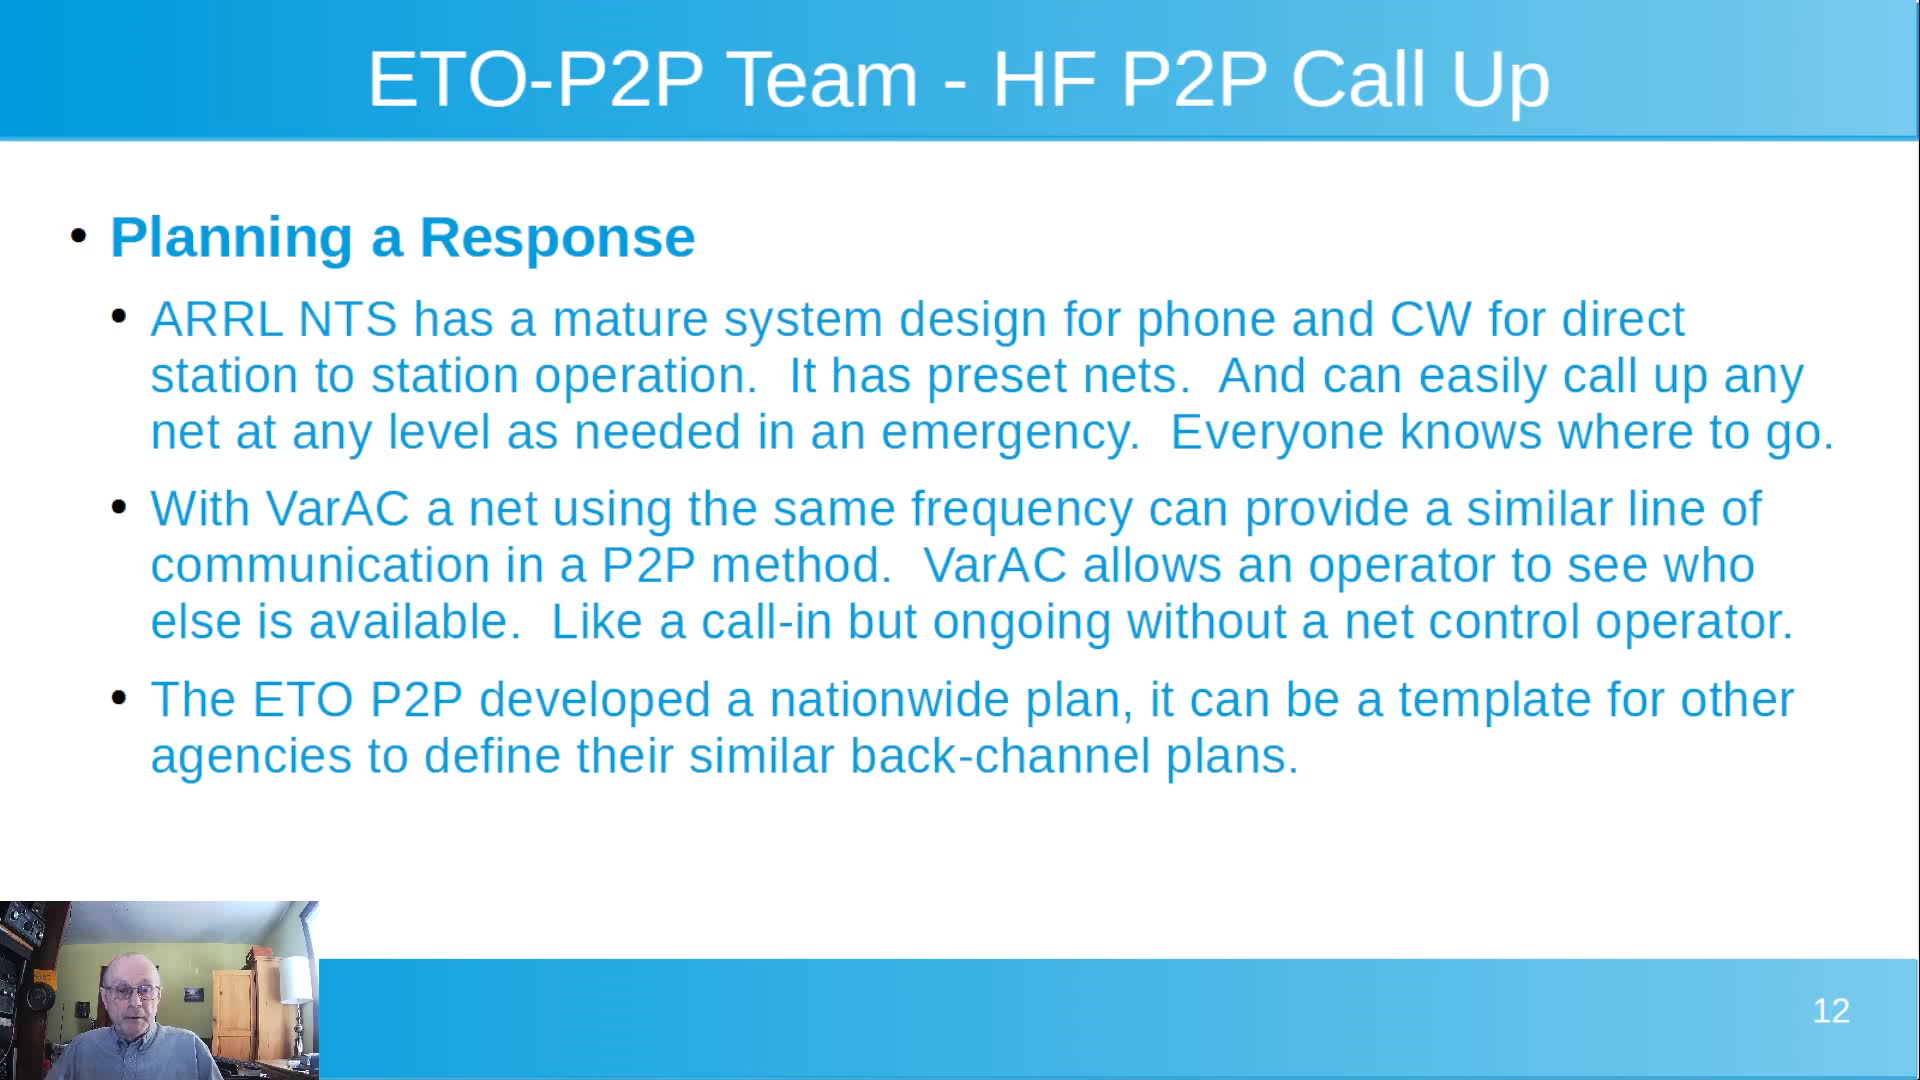 ETO-P2P Team - HF P2P Call Up
• Planning a Response
• ARRL NTS has a mature system design for phone and CW for direct
station to station operation.  It has preset nets.  And can easily call up any
net at any level as needed in an emergency.  Everyone knows where to go.
• With VarAC a net using the same frequency can provide a similar line of
communication in a P2P method.  VarAC allows an operator to see who
else is available.  Like a call-in but ongoing without a net control operator.
• The ETO P2P developed a nationwide plan, it can be a template for other
agencies to define their similar back-channel plans.
12